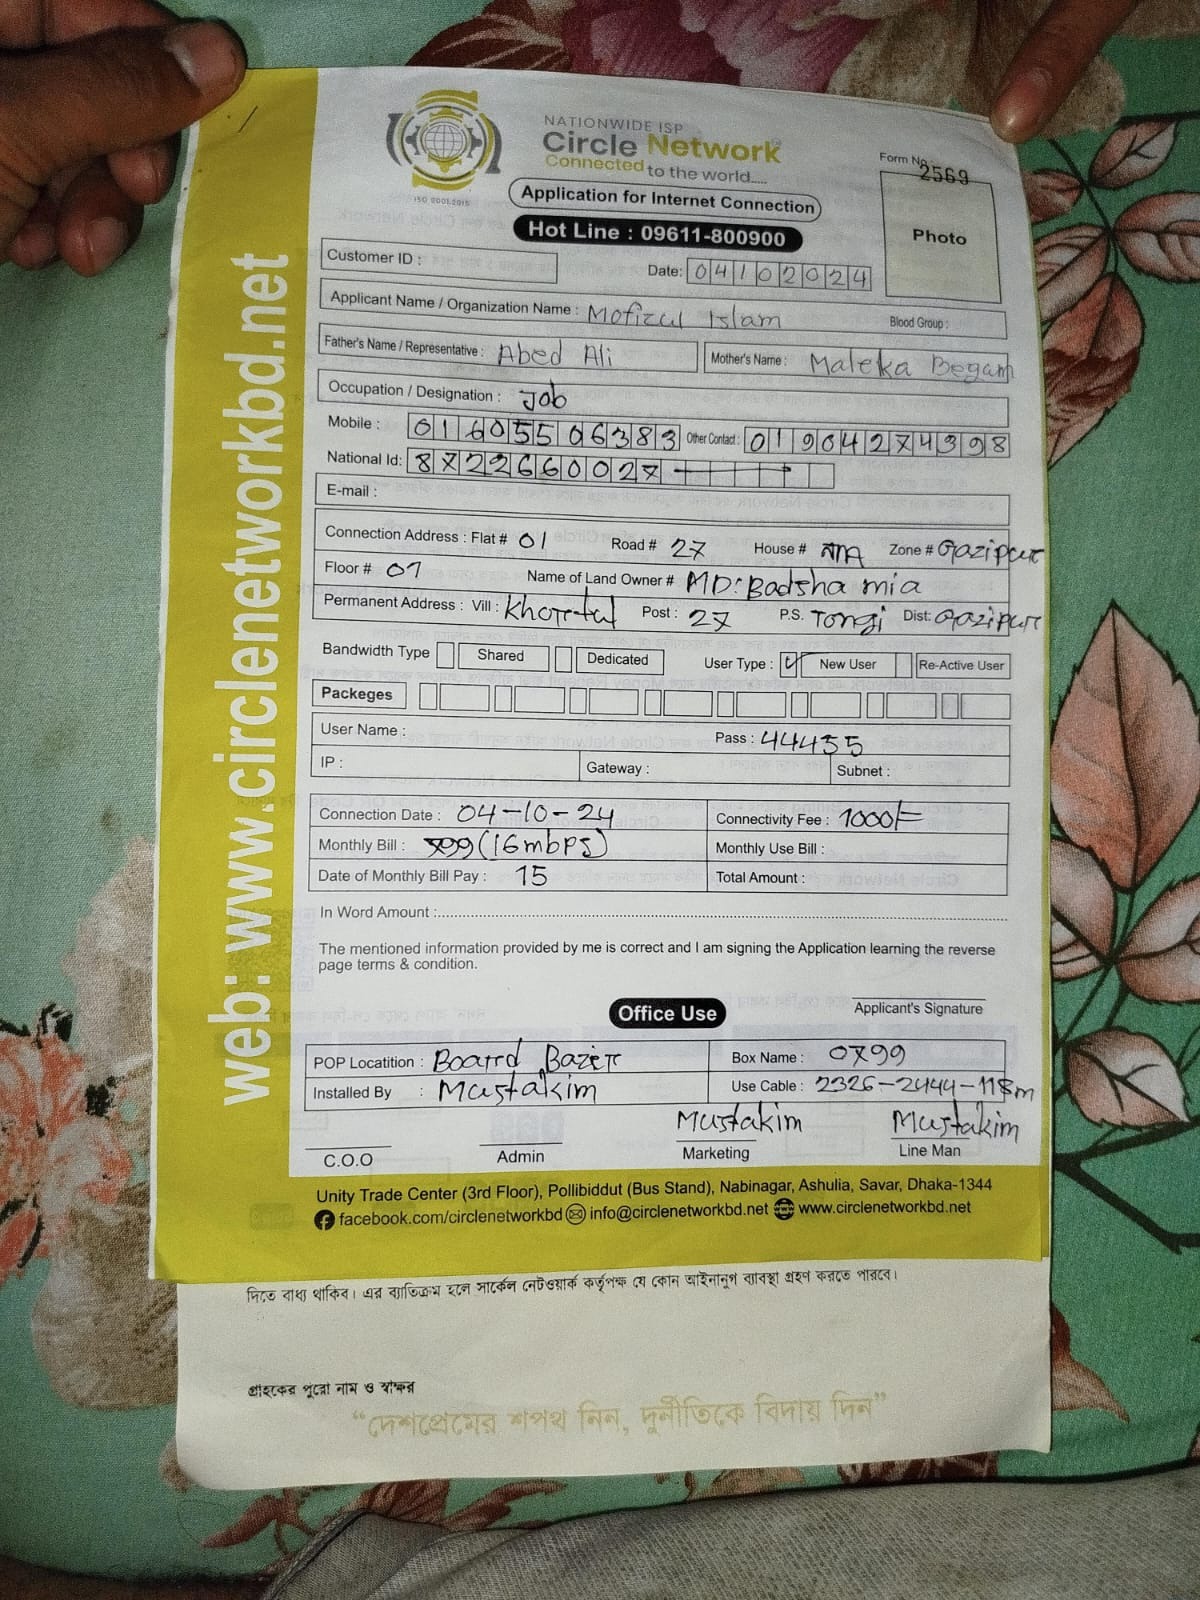 NATIONWIDE ISP
Circle Network
Connected to the world.....
ISO 9001:2015
Form No. 2569
Application for Internet Connection
Hot Line : 09611-800900
Photo
Customer ID :
Date: 04102024
Applicant Name / Organization Name : Mofizul Islam Blood Group :
Father's Name / Representative : Abed Ali Mother's Name : Maleka Begam
Occupation / Designation : Job
Mobile : 01605506383 Other Contact : 01904274398
National Id: 8722660027
E-mail :
Connection Address : Flat # 01 Road # 27 House # Zone # Gazipur
Floor # 07 Name of Land Owner # MD: Badsha mia
Permanent Address : Vill : Khortul Post : 27 P.S. Tongi Dist: Gazipur
Bandwidth Type Shared Dedicated User Type : New User Re-Active User
Packeges
User Name : Pass : 44455
IP : Gateway : Subnet :
Connection Date : 04-10-24 Connectivity Fee : 1000/=
Monthly Bill : 799 (16mbps) Monthly Use Bill :
Date of Monthly Bill Pay : 15 Total Amount :
In Word Amount :
The mentioned information provided by me is correct and I am signing the Application learning the reverse
page terms & condition.
Applicant's Signature
Office Use
POP Locatition : Board Bazer Box Name : 0799
Installed By : Mustakim Use Cable : 2326-2444-118m
Mustakim Mustakim
C.O.O Admin Marketing Line Man
Unity Trade Center (3rd Floor), Pollibiddut (Bus Stand), Nabinagar, Ashulia, Savar, Dhaka-1344
facebook.com/circlenetworkbd info@circlenetworkbd.net www.circlenetworkbd.net
web: www.circlenetworkbd.net
দিতে বাধ্য থাকিব। এর ব্যতিক্রম হলে সার্কেল নেটওয়ার্ক কর্তৃপক্ষ যে কোন আইনানুগ ব্যাবস্থা গ্রহণ করতে পারবে।
গ্রাহকের পুরো নাম ও স্বাক্ষর
“দেশপ্রেমের শপথ নিন, দুর্নীতিকে বিদায় দিন”